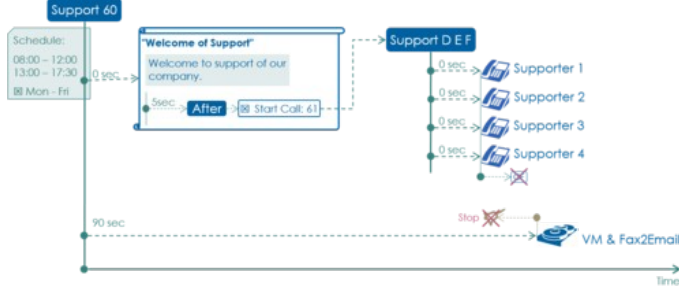 Support 60
Schedule:
08:00 – 12:00
13:00 – 17:30
Mon - Fri
0 sec
"Welcome of Support"
Welcome to support of our
company.
5sec
After
Start Call: 61
Support D E F
0 sec
Supporter 1
0 sec
Supporter 2
0 sec
Supporter 3
0 sec
Supporter 4
90 sec
Stop
VM & Fax2Email
Time